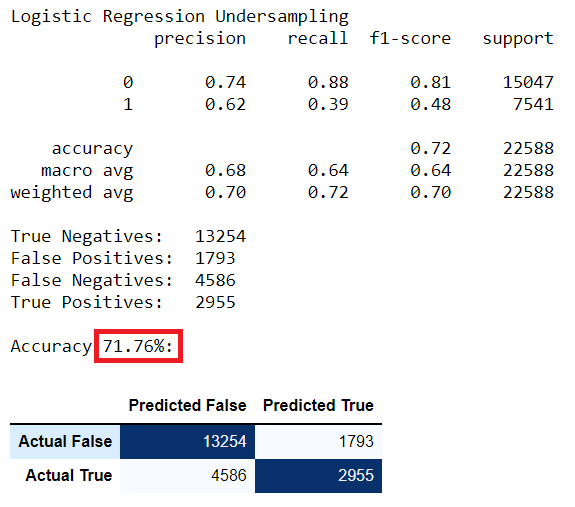 Logistic Regression Undersampling
precision recall f1-score support
0 0.74 0.88 0.81 15047
1 0.62 0.39 0.48 7541
accuracy 0.72 22588
macro avg 0.68 0.64 0.64 22588
weighted avg 0.70 0.72 0.70 22588
True Negatives: 13254
False Positives: 1793
False Negatives: 4586
True Positives: 2955
Accuracy 71.76%:
Predicted False Predicted True
Actual False 13254 1793
Actual True 4586 2955